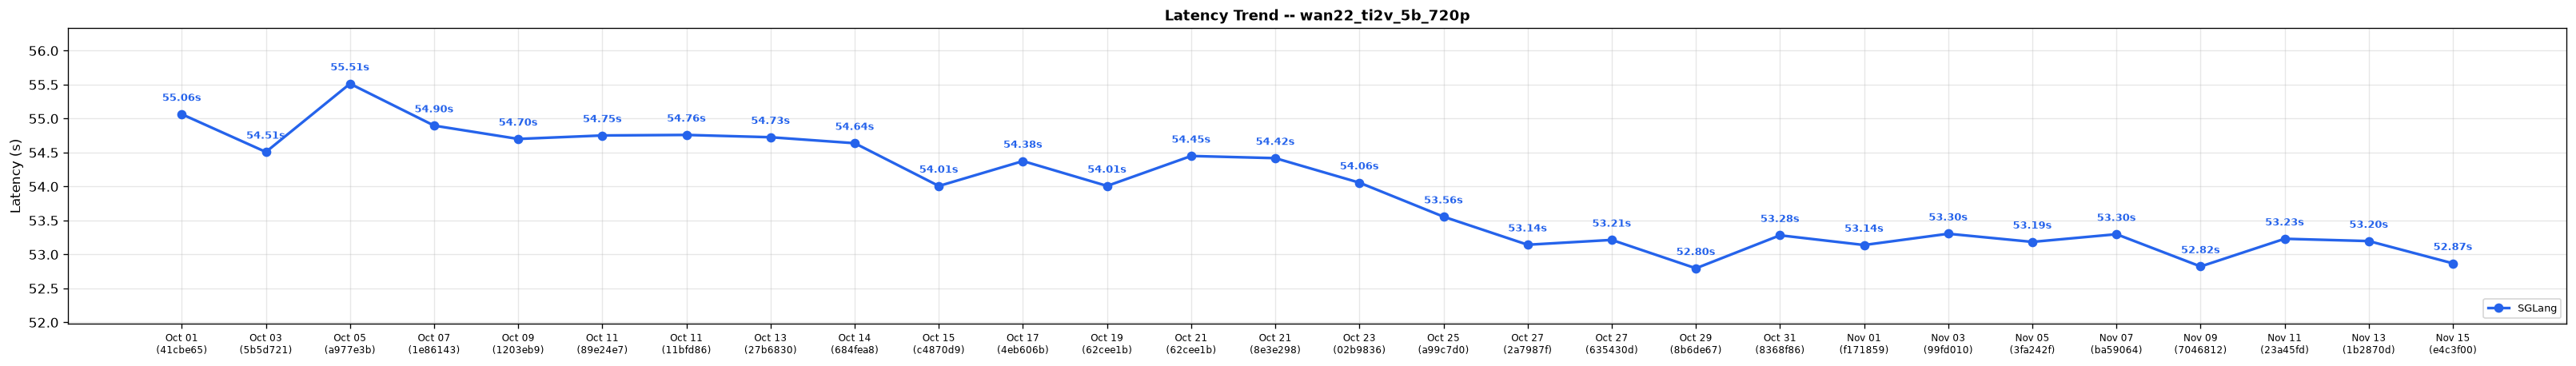 Latency Trend -- wan22_ti2v_5b_720p
Latency (s)
56.0
55.5
55.0
54.5
54.0
53.5
53.0
52.5
52.0
55.06s
54.51s
55.51s
54.90s
54.70s
54.75s
54.76s
54.73s
54.64s
54.01s
54.38s
54.01s
54.45s
54.42s
54.06s
53.56s
53.14s
53.21s
52.80s
53.28s
53.14s
53.30s
53.19s
53.30s
52.82s
53.23s
53.20s
52.87s
SGLang
Oct 01
(41cbe65)
Oct 03
(5b5d721)
Oct 05
(a977e3b)
Oct 07
(1e86143)
Oct 09
(1203eb9)
Oct 11
(89e24e7)
Oct 11
(11bfd86)
Oct 13
(27b6830)
Oct 14
(684fea8)
Oct 15
(c4870d9)
Oct 17
(4eb606b)
Oct 19
(62cee1b)
Oct 21
(62cee1b)
Oct 21
(8e3e298)
Oct 23
(02b9836)
Oct 25
(a99c7d0)
Oct 27
(2a7987f)
Oct 27
(635430d)
Oct 29
(8b6de67)
Oct 31
(8368f86)
Nov 01
(f171859)
Nov 03
(99fd010)
Nov 05
(3fa242f)
Nov 07
(ba59064)
Nov 09
(7046812)
Nov 11
(23a45fd)
Nov 13
(1b2870d)
Nov 15
(e4c3f00)